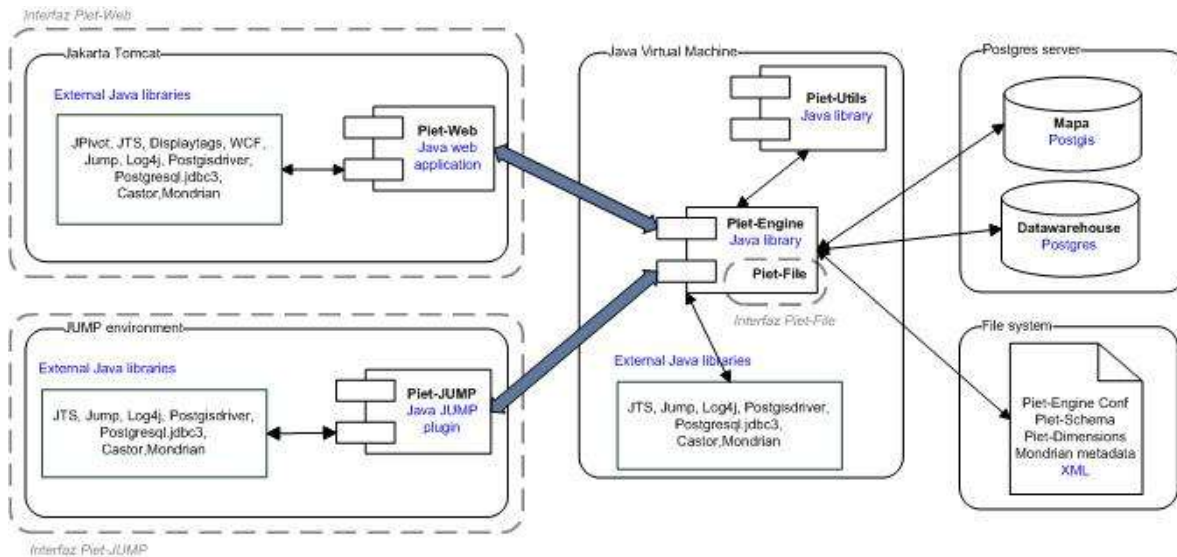 Interfaz Piet-Web
Jakarta Tomcat
External Java libraries
JPivot, JTS, Displaytags, WCF,
Jump, Log4j, Postgisdriver,
Postgresql.jdbc3,
Castor,Mondrian
Piet-Web
Java web
application
JUMP environment
External Java libraries
JTS, Jump, Log4j, Postgisdriver,
Postgresql.jdbc3,
Castor,Mondrian
Piet-JUMP
Java JUMP
plugin
Interfaz Piet-JUMP
Java Virtual Machine
Piet-Utils
Java library
Piet-Engine
Java library
Piet-File
Interfaz Piet-File
External Java libraries
JTS, Jump, Log4j, Postgisdriver,
Postgresql.jdbc3,
Castor,Mondrian
Postgres server
Mapa
Postgis
Datawarehouse
Postgres
File system
Piet-Engine Conf
Piet-Schema
Piet-Dimensions
Mondrian metadata
XML